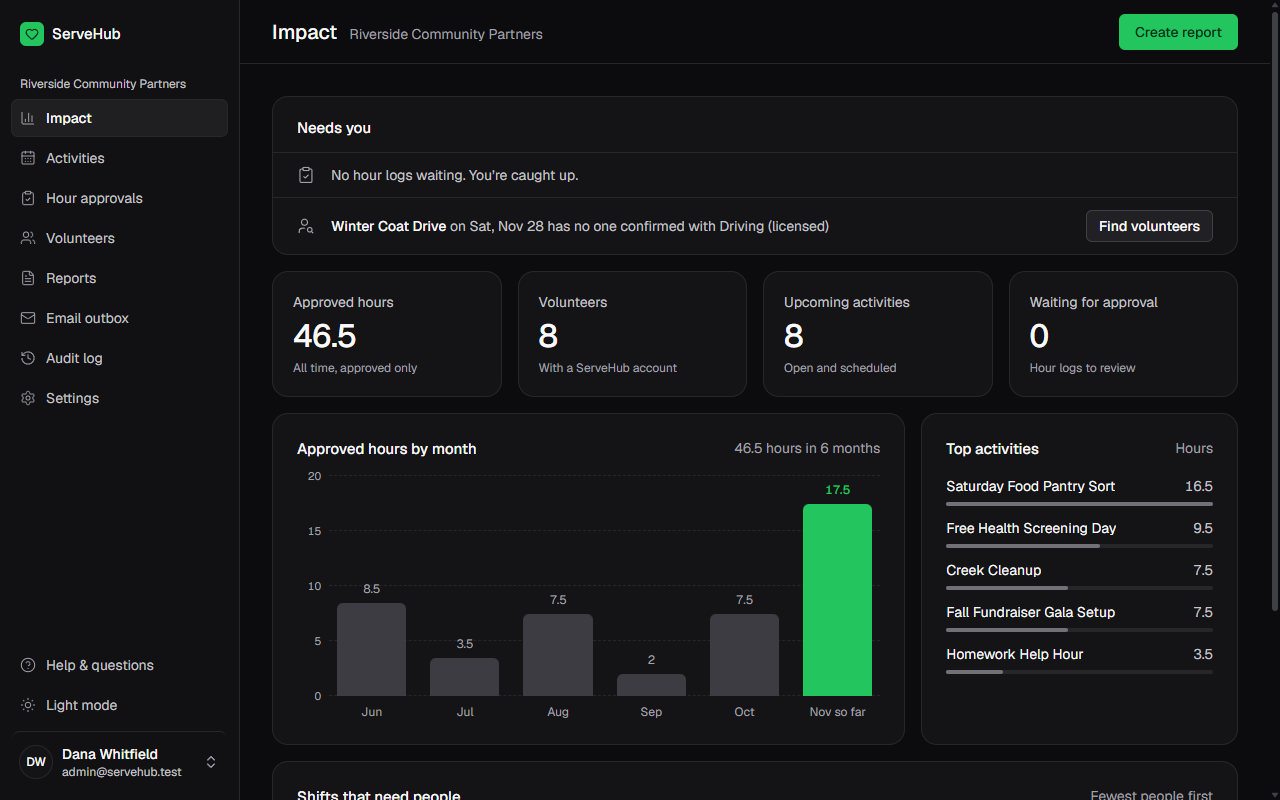 ServeHub
Riverside Community Partners
Impact
Activities
Hour approvals
Volunteers
Reports
Email outbox
Audit log
Settings
Help & questions
Light mode
DW
Dana Whitfield
admin@servehub.test
Impact Riverside Community Partners
Create report
Needs you
No hour logs waiting. You're caught up.
Winter Coat Drive on Sat, Nov 28 has no one confirmed with Driving (licensed)
Find volunteers
Approved hours
46.5
All time, approved only
Volunteers
8
With a ServeHub account
Upcoming activities
8
Open and scheduled
Waiting for approval
0
Hour logs to review
Approved hours by month
46.5 hours in 6 months
20
15
10
5
0
8.5
3.5
7.5
2
7.5
17.5
Jun
Jul
Aug
Sep
Oct
Nov so far
Top activities
Hours
Saturday Food Pantry Sort 16.5
Free Health Screening Day 9.5
Creek Cleanup 7.5
Fall Fundraiser Gala Setup 7.5
Homework Help Hour 3.5
Shifts that need people
Fewest people first